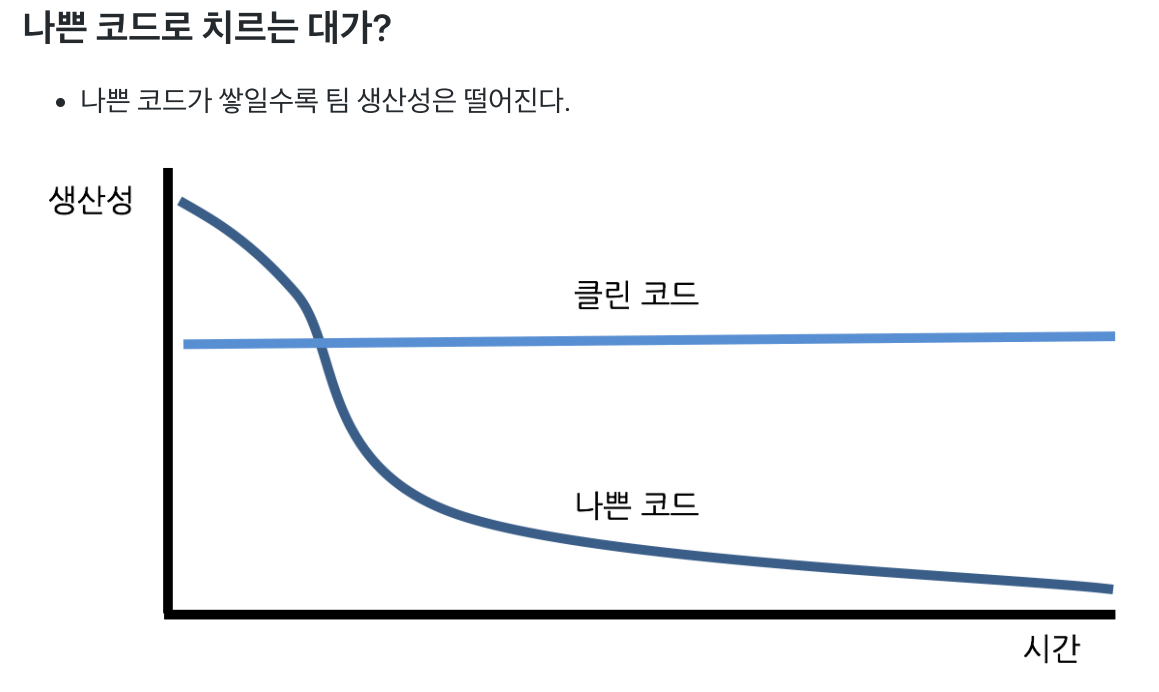 나쁜 코드로 치르는 대가?
• 나쁜 코드가 쌓일수록 팀 생산성은 떨어진다.
생산성
클린 코드
나쁜 코드
시간